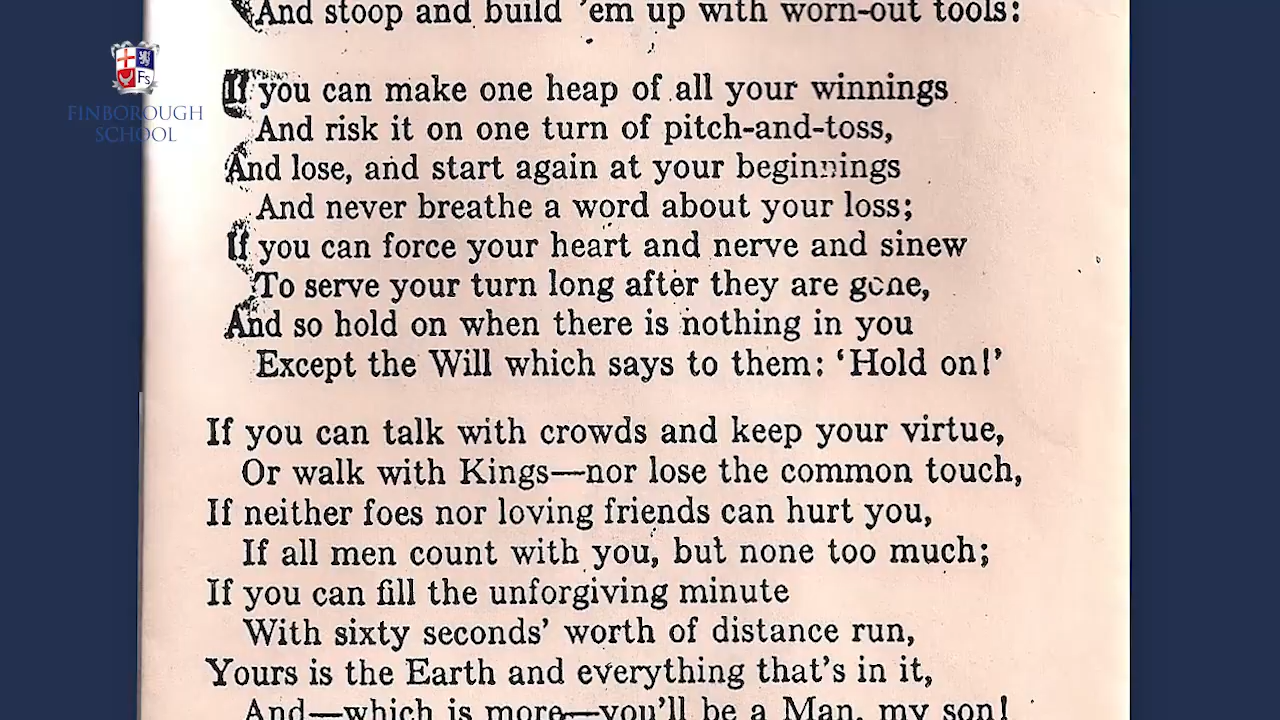 And stoop and build 'em up with worn-out tools:
FINBOROUGH
SCHOOL
Fs
If you can make one heap of all your winnings
And risk it on one turn of pitch-and-toss,
And lose, and start again at your beginnings
And never breathe a word about your loss;
If you can force your heart and nerve and sinew
To serve your turn long after they are gone,
And so hold on when there is nothing in you
Except the Will which says to them: ‘Hold on!’
If you can talk with crowds and keep your virtue,
Or walk with Kings—nor lose the common touch,
If neither foes nor loving friends can hurt you,
If all men count with you, but none too much;
If you can fill the unforgiving minute
With sixty seconds’ worth of distance run,
Yours is the Earth and everything that’s in it,
And—which is more—you’ll be a Man, my son!